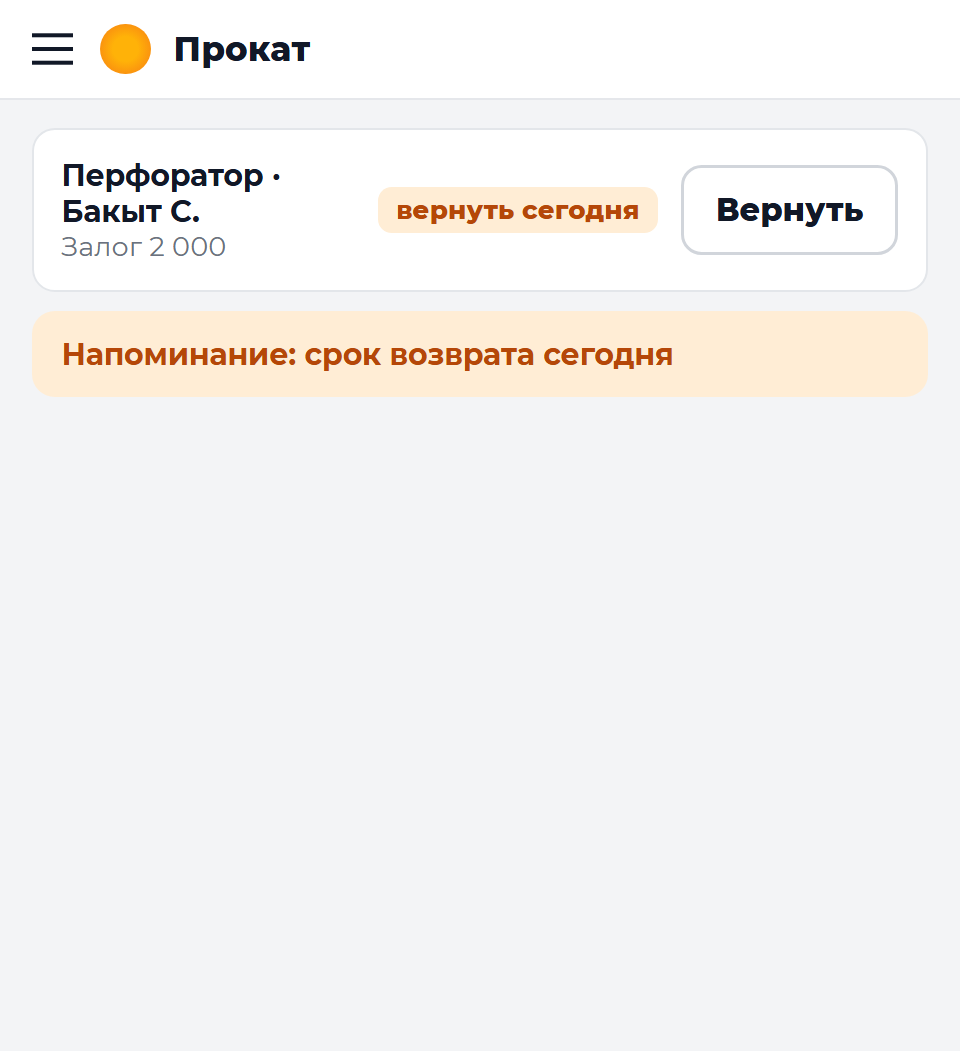 Прокат
Перфоратор ·
Бакыт С.
Залог 2 000
вернуть сегодня
Вернуть
Напоминание: срок возврата сегодня